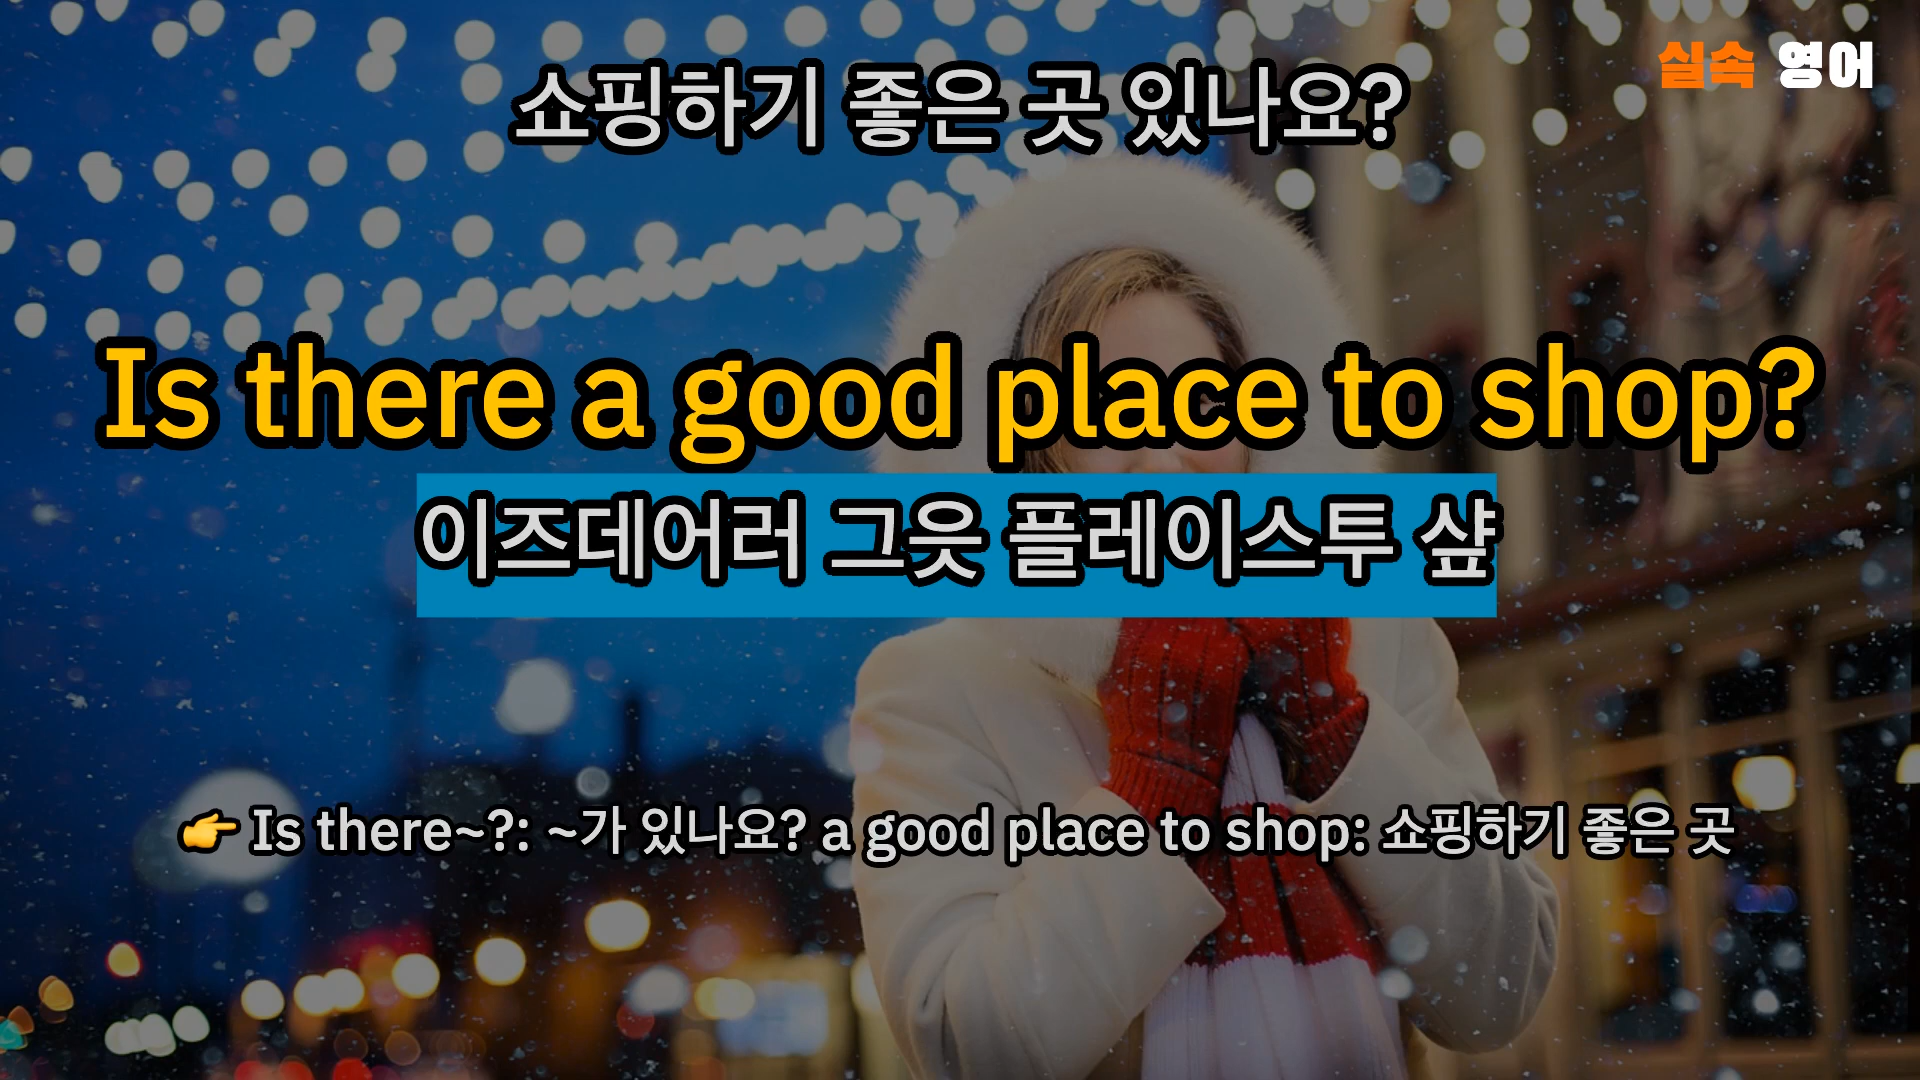 실속 영어
쇼핑하기 좋은 곳 있나요?
Is there a good place to shop?
이즈데어러 그읏 플레이스투 샾
👉 Is there~?: ~가 있나요? a good place to shop: 쇼핑하기 좋은 곳